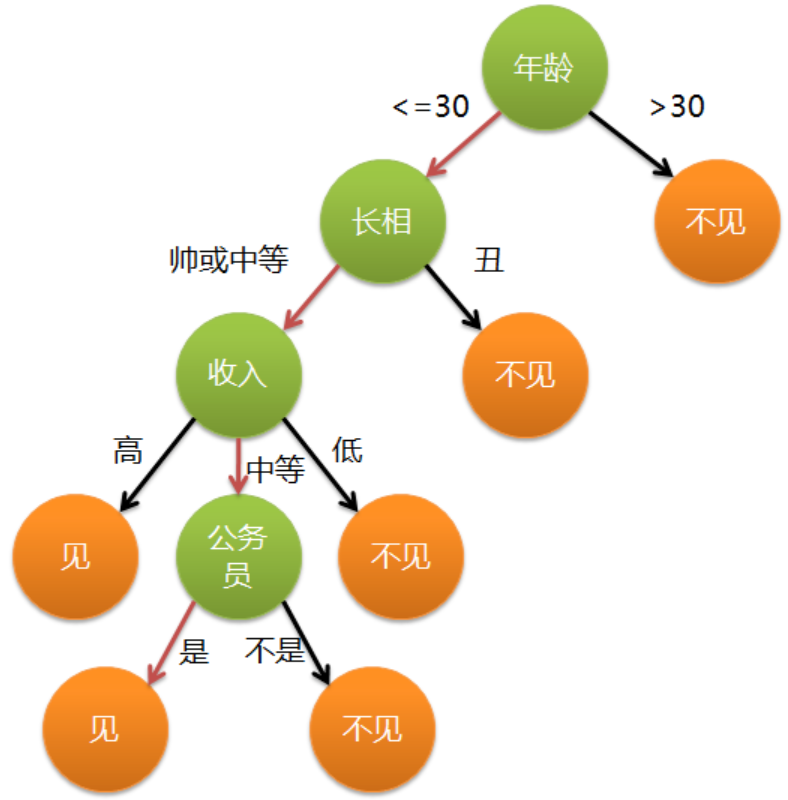 年龄
<=30
>30
长相
不见
帅或中等
丑
收入
不见
高
中等
低
见
公务
员
不见
是
不是
见
不见